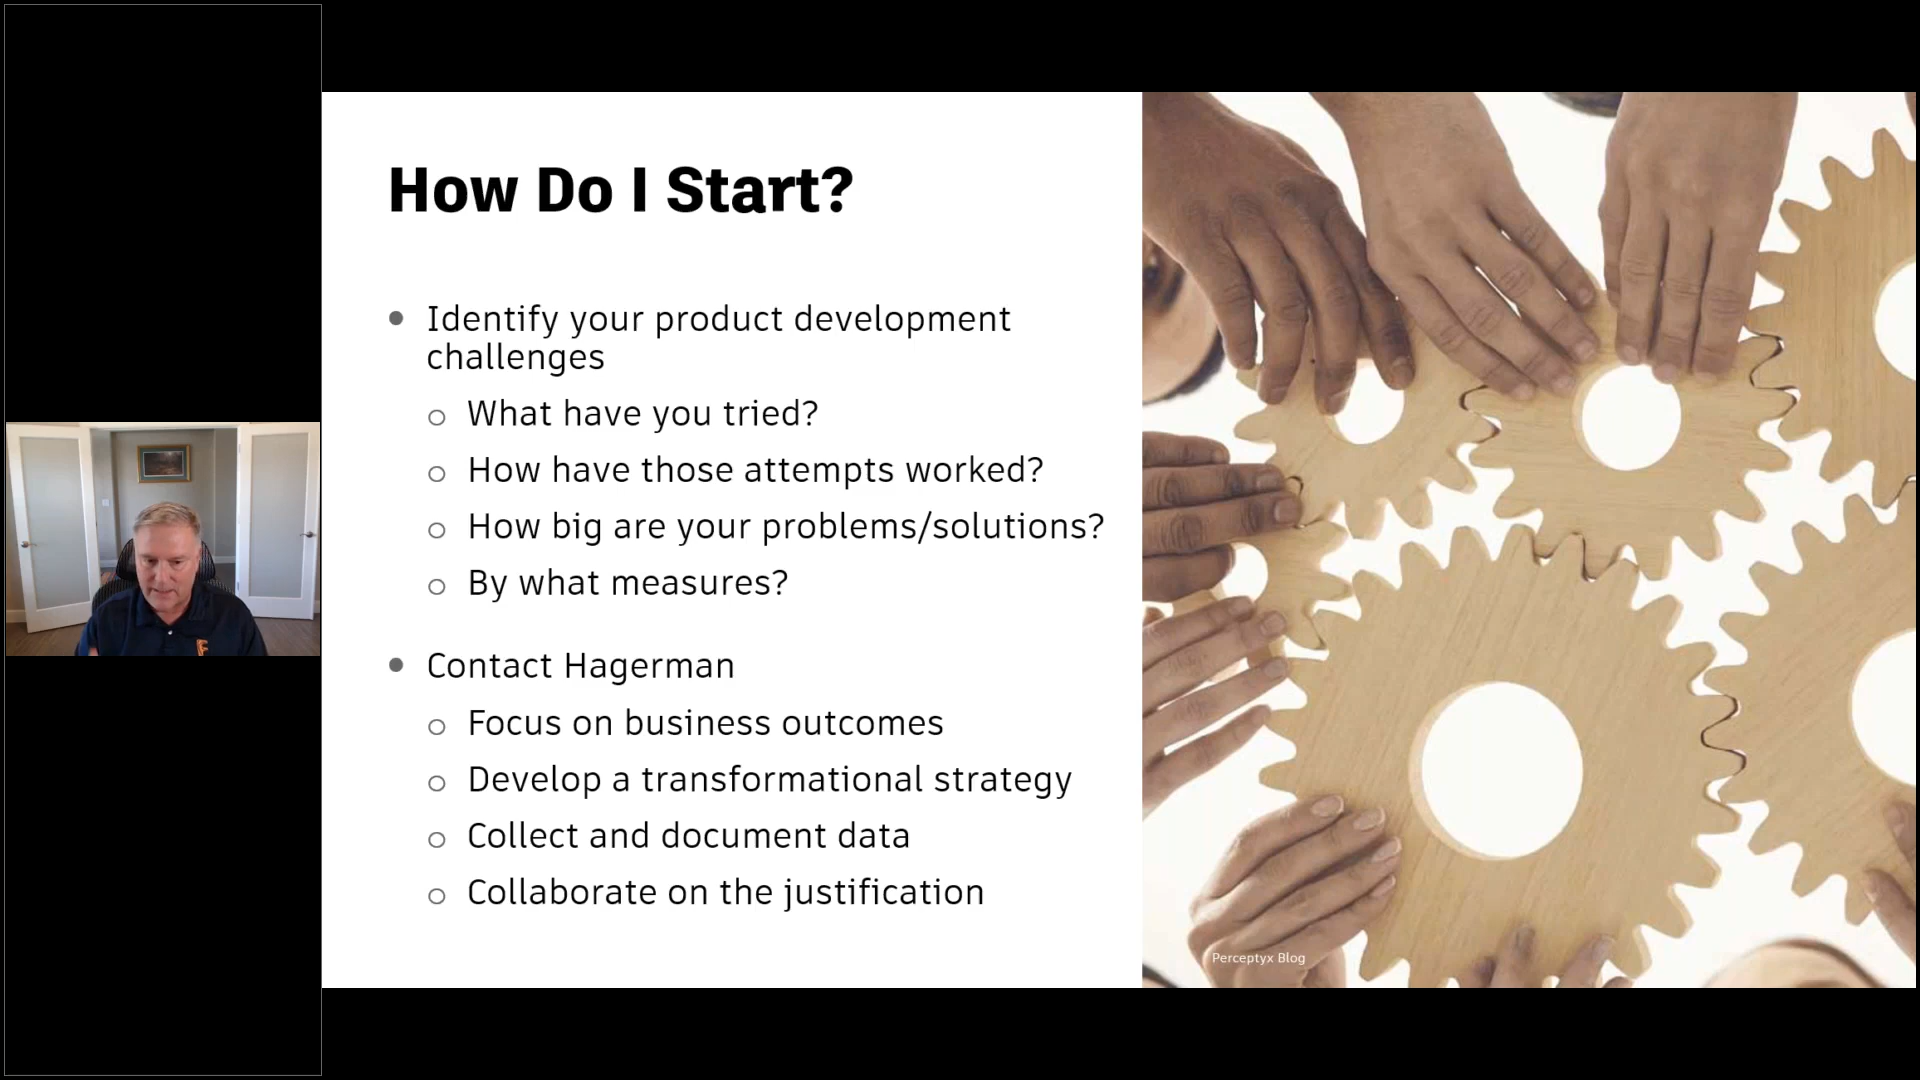 How Do I Start?
• Identify your product development
challenges
o What have you tried?
o How have those attempts worked?
o How big are your problems/solutions?
o By what measures?
• Contact Hagerman
o Focus on business outcomes
o Develop a transformational strategy
o Collect and document data
o Collaborate on the justification
Perceptyx Blog